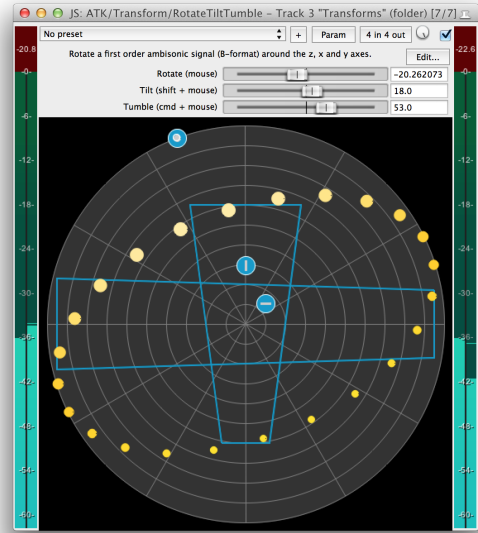 JS: ATK/Transform/RotateTiltTumble - Track 3 "Transforms" (folder) [7/7]
No preset + Param 4 in 4 out
Rotate a first order ambisonic signal (B-format) around the z, x and y axes. Edit...
Rotate (mouse) -20.262073
Tilt (shift + mouse) 18.0
Tumble (cmd + mouse) 53.0
-20.8 -22.6
-6- -6-
-12- -12-
-18- -18-
-24- -24-
-30- -30-
-36- -36-
-42- -42-
-48- -48-
-54- -54-
-60- -60-